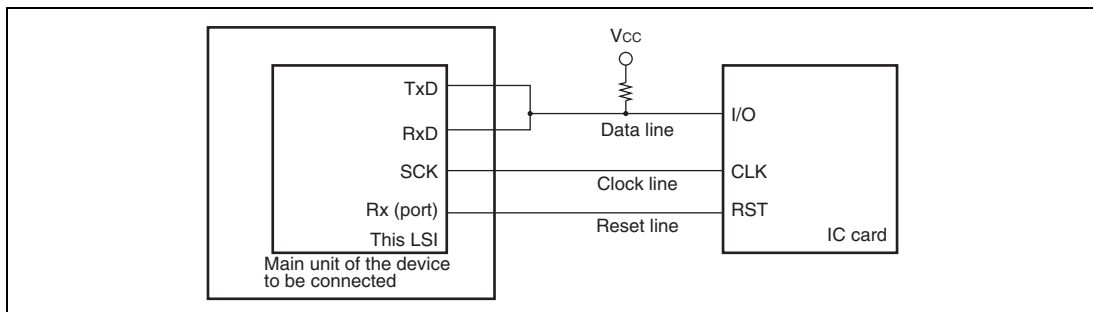 Vcc
TxD
RxD
I/O
Data line
SCK
CLK
Clock line
Rx (port)
RST
Reset line
This LSI
IC card
Main unit of the device
to be connected